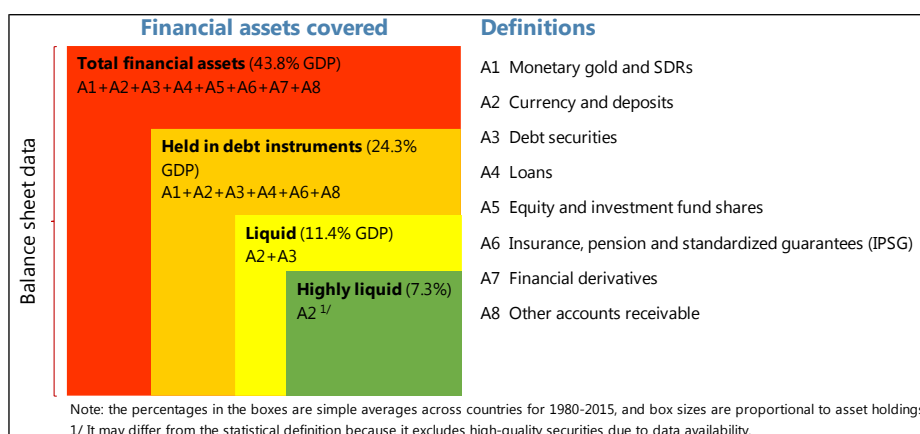 Financial assets covered
Total financial assets (43.8% GDP)
A1+A2+A3+A4+A5+A6+A7+A8
Held in debt instruments (24.3%
GDP)
A1+A2+A3+A4+A6+A8
Liquid (11.4% GDP)
A2+A3
Highly liquid (7.3%)
A2 1/
Balance sheet data
Definitions
A1 Monetary gold and SDRs
A2 Currency and deposits
A3 Debt securities
A4 Loans
A5 Equity and investment fund shares
A6 Insurance, pension and standardized guarantees (IPSG)
A7 Financial derivatives
A8 Other accounts receivable
Note: the percentages in the boxes are simple averages across countries for 1980-2015, and box sizes are proportional to asset holdings
1/ It may differ from the statistical definition because it excludes high-quality securities due to data availability.